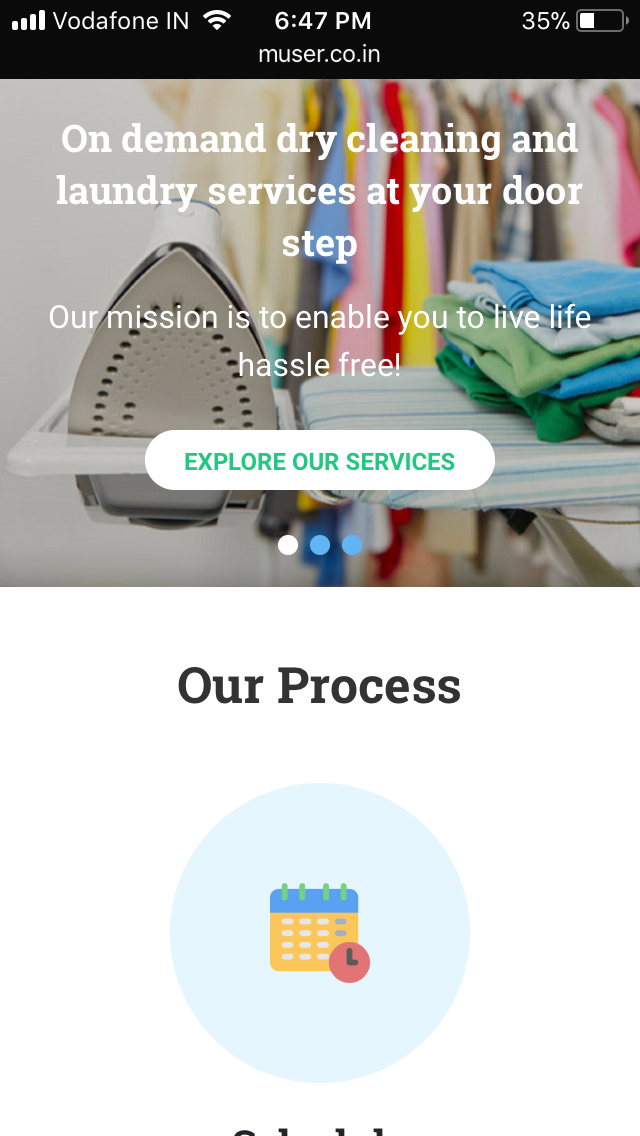 Vodafone IN 6:47 PM 35%
muser.co.in
On demand dry cleaning and
laundry services at your door
step
Our mission is to enable you to live life
hassle free!
EXPLORE OUR SERVICES
Our Process